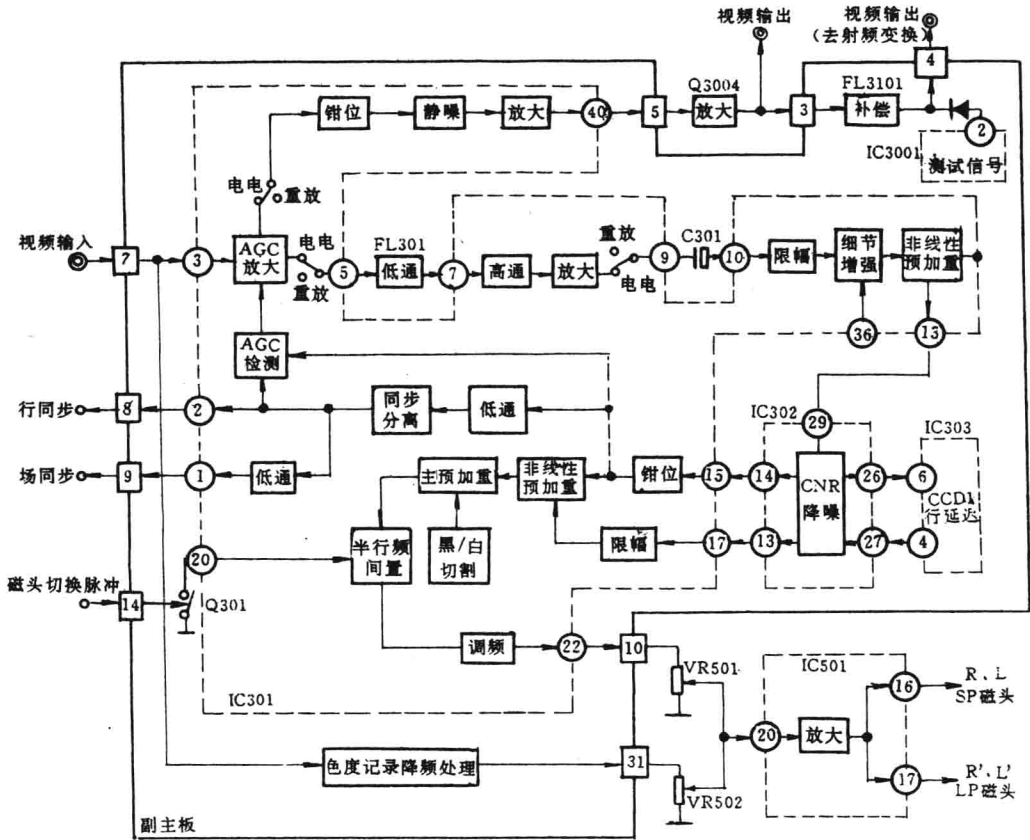 视频输出
视频输出
(去射频变换)
4
Q3004
FL3101
钳位
静噪
放大
40
5
放大
3
补偿
2
IC3001
测试信号
电电
重放
视频输入
7
3
AGC
放大
电电
重放
5
FL301
低通
7
高通
放大
重放
电电
9
C301
10
限幅
细节
增强
非线性
预加重
36
13
AGC
检测
行同步
8
2
同步
分离
低通
IC302
29
IC303
场同步
9
1
低通
主预加重
非线性
预加重
钳位
15
14
CNR
降噪
26
6
CCD1
行延迟
半行频
间置
黑/白
切割
限幅
17
13
27
4
20
磁头切换脉冲
14
Q301
调频
22
10
IC301
VR501
IC501
16
R、L
SP磁头
20
放大
色度记录降频处理
31
17
R'、L'
LP磁头
VR502
副主板